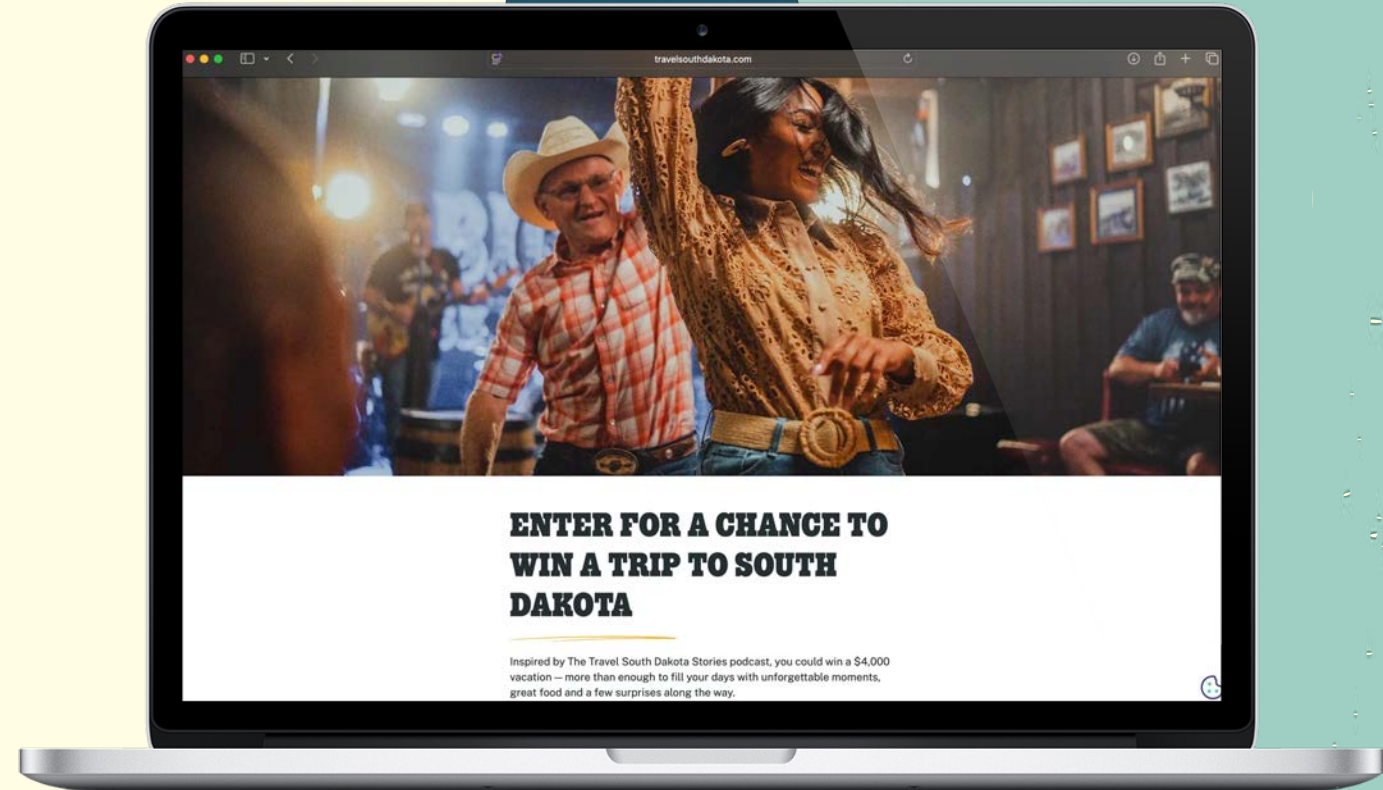 travelsouthdakota.com
ENTER FOR A CHANCE TO
WIN A TRIP TO SOUTH
DAKOTA
Inspired by The Travel South Dakota Stories podcast, you could win a $4,000
vacation — more than enough to fill your days with unforgettable moments,
great food and a few surprises along the way.